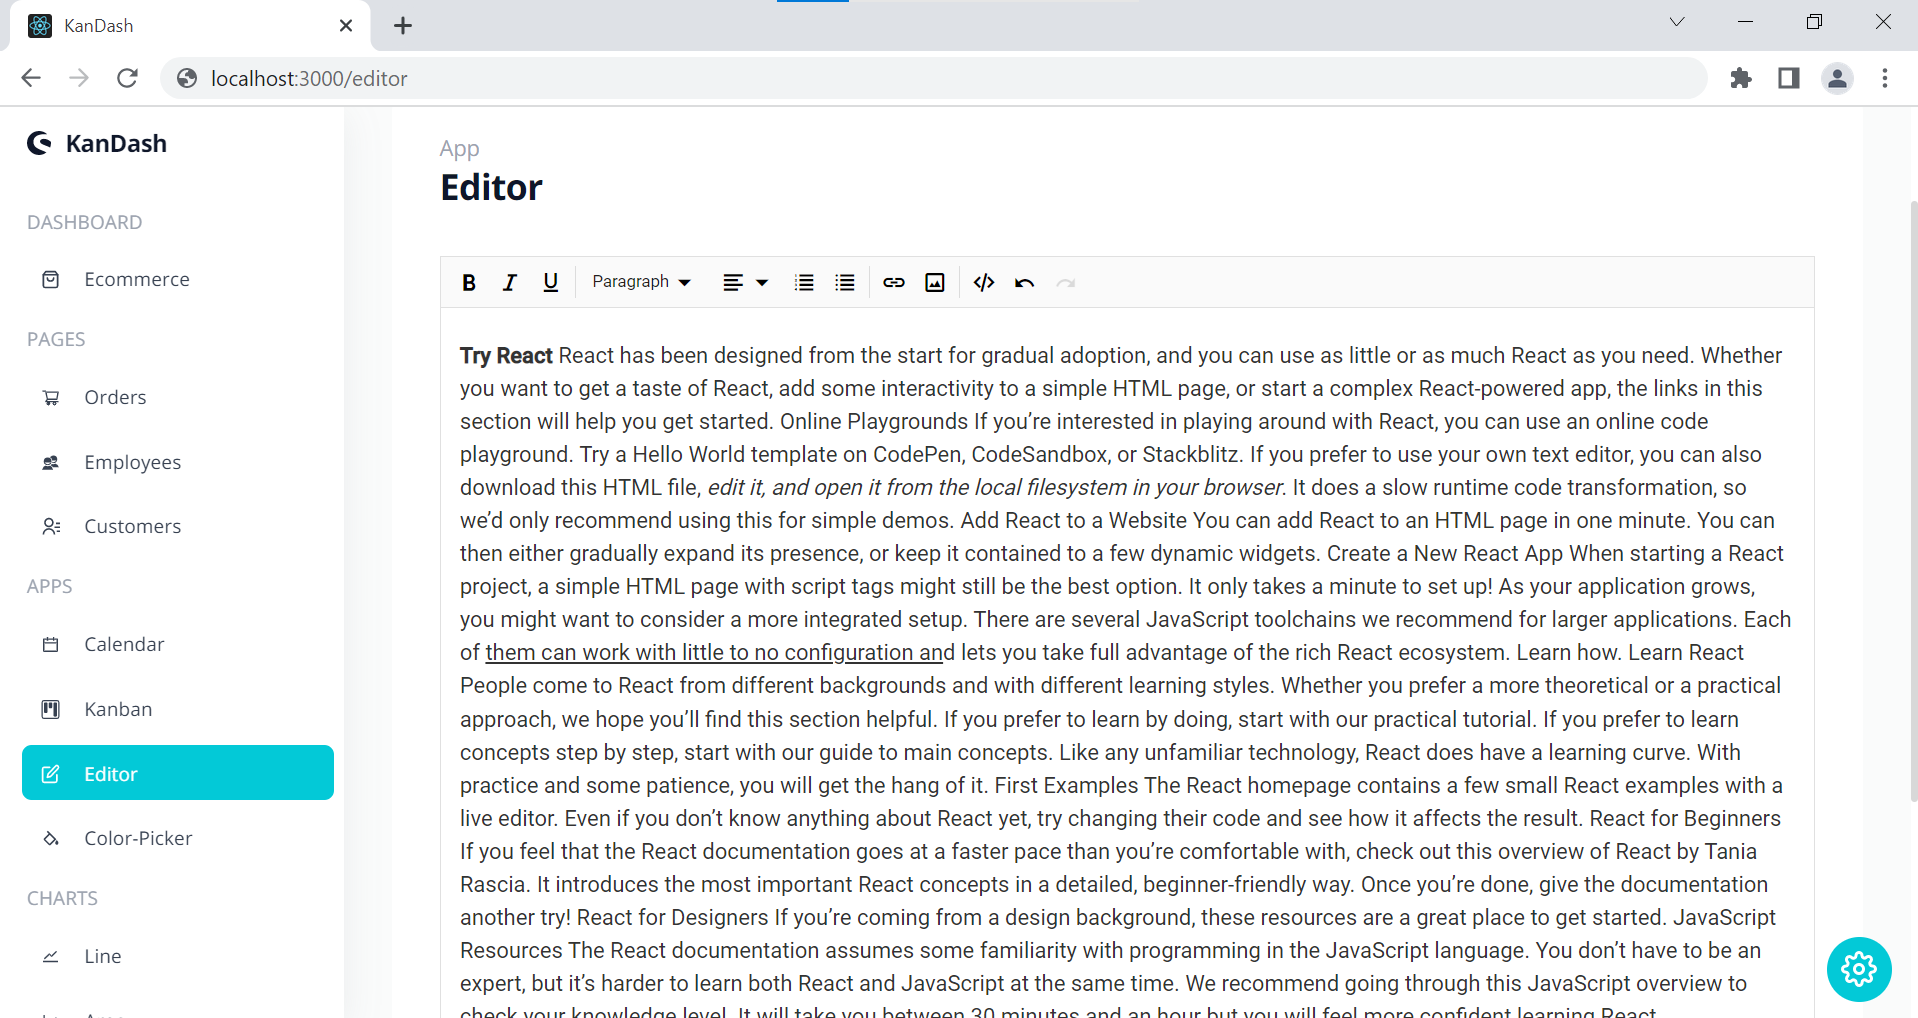 KanDash
localhost:3000/editor
KanDash
DASHBOARD
Ecommerce
PAGES
Orders
Employees
Customers
APPS
Calendar
Kanban
Editor
Color-Picker
CHARTS
Line
App
Editor
B I U Paragraph
Try React React has been designed from the start for gradual adoption, and you can use as little or as much React as you need. Whether
you want to get a taste of React, add some interactivity to a simple HTML page, or start a complex React-powered app, the links in this
section will help you get started. Online Playgrounds If you’re interested in playing around with React, you can use an online code
playground. Try a Hello World template on CodePen, CodeSandbox, or Stackblitz. If you prefer to use your own text editor, you can also
download this HTML file, edit it, and open it from the local filesystem in your browser. It does a slow runtime code transformation, so
we’d only recommend using this for simple demos. Add React to a Website You can add React to an HTML page in one minute. You can
then either gradually expand its presence, or keep it contained to a few dynamic widgets. Create a New React App When starting a React
project, a simple HTML page with script tags might still be the best option. It only takes a minute to set up! As your application grows,
you might want to consider a more integrated setup. There are several JavaScript toolchains we recommend for larger applications. Each
of them can work with little to no configuration and lets you take full advantage of the rich React ecosystem. Learn how. Learn React
People come to React from different backgrounds and with different learning styles. Whether you prefer a more theoretical or a practical
approach, we hope you’ll find this section helpful. If you prefer to learn by doing, start with our practical tutorial. If you prefer to learn
concepts step by step, start with our guide to main concepts. Like any unfamiliar technology, React does have a learning curve. With
practice and some patience, you will get the hang of it. First Examples The React homepage contains a few small React examples with a
live editor. Even if you don’t know anything about React yet, try changing their code and see how it affects the result. React for Beginners
If you feel that the React documentation goes at a faster pace than you’re comfortable with, check out this overview of React by Tania
Rascia. It introduces the most important React concepts in a detailed, beginner-friendly way. Once you’re done, give the documentation
another try! React for Designers If you’re coming from a design background, these resources are a great place to get started. JavaScript
Resources The React documentation assumes some familiarity with programming in the JavaScript language. You don’t have to be an
expert, but it’s harder to learn both React and JavaScript at the same time. We recommend going through this JavaScript overview to
check your knowledge level. It will take you between 30 minutes and an hour but you will feel more confident learning React.